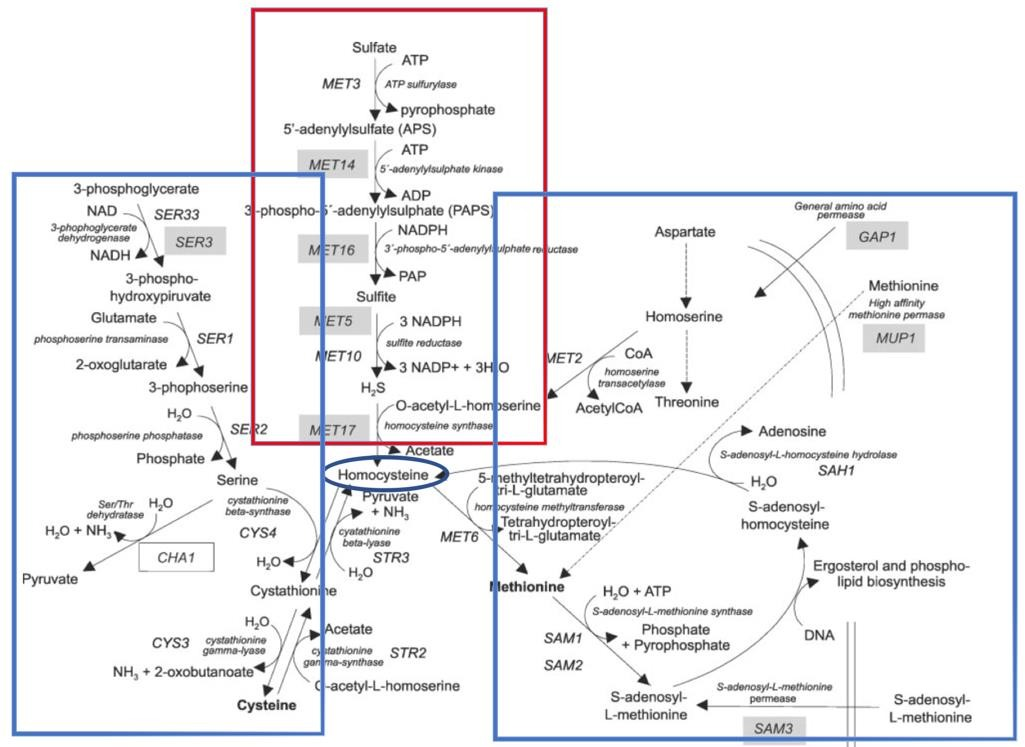 Sulfate
ATP
MET3
ATP sulfurylase
pyrophosphate
5'-adenylylsulfate (APS)
ATP
MET14
5´-adenylylsulphate kinase
ADP
3-phospho-5´-adenylylsulphate (PAPS)
NADPH
MET16
3´-phospho-5´-adenylylsulphate reductase
PAP
Sulfite
MET5
3 NADPH
sulfite reductase
MET10
3 NADP+ + 3H2O
H2S
O-acetyl-L-homoserine
MET17
homocysteine synthase
Acetate
Homocysteine
3-phosphoglycerate
NAD
SER33
3-phophoglycerate
dehydrogenase
SER3
NADH
3-phospho-
hydroxypiruvate
Glutamate
phosphoserine transaminase
SER1
2-oxoglutarate
3-phophoserine
H2O
SER2
phosphoserine phosphatase
Phosphate
Serine
Ser/Thr
dehydratase
H2O
H2O + NH3
CHA1
Pyruvate
cystathionine
beta-synthase
CYS4
H2O
Pyruvate
+ NH3
cyatathionine
beta-lyase
STR3
H2O
Cystathionine
H2O
CYS3
cystathionine
gamma-lyase
NH3 + 2-oxobutanoate
Acetate
cystathionine
gamma-synthase
STR2
O-acetyl-L-homoserine
Cysteine
Aspartate
Homoserine
Threonine
MET2
CoA
homoserine
transacetylase
AcetylCoA
General amino acid
permease
GAP1
Methionine
High affinity
methionine permase
MUP1
5-methyltetrahydropteroyl-
tri-L-glutamate
homocysteine methyltransferase
MET6
Tetrahydropteroyl-
tri-L-glutamate
Methionine
Adenosine
S-adenosyl-L-homocysteine hydrolase
SAH1
H2O
S-adenosyl-
homocysteine
Ergosterol and phospho-
lipid biosynthesis
DNA
H2O + ATP
S-adenosyl-L-methionine synthase
SAM1
Phosphate
+ Pyrophosphate
SAM2
S-adenosyl-
L-methionine
S-adenosyl-L-methionine
permease
SAM3
S-adenosyl-
L-methionine